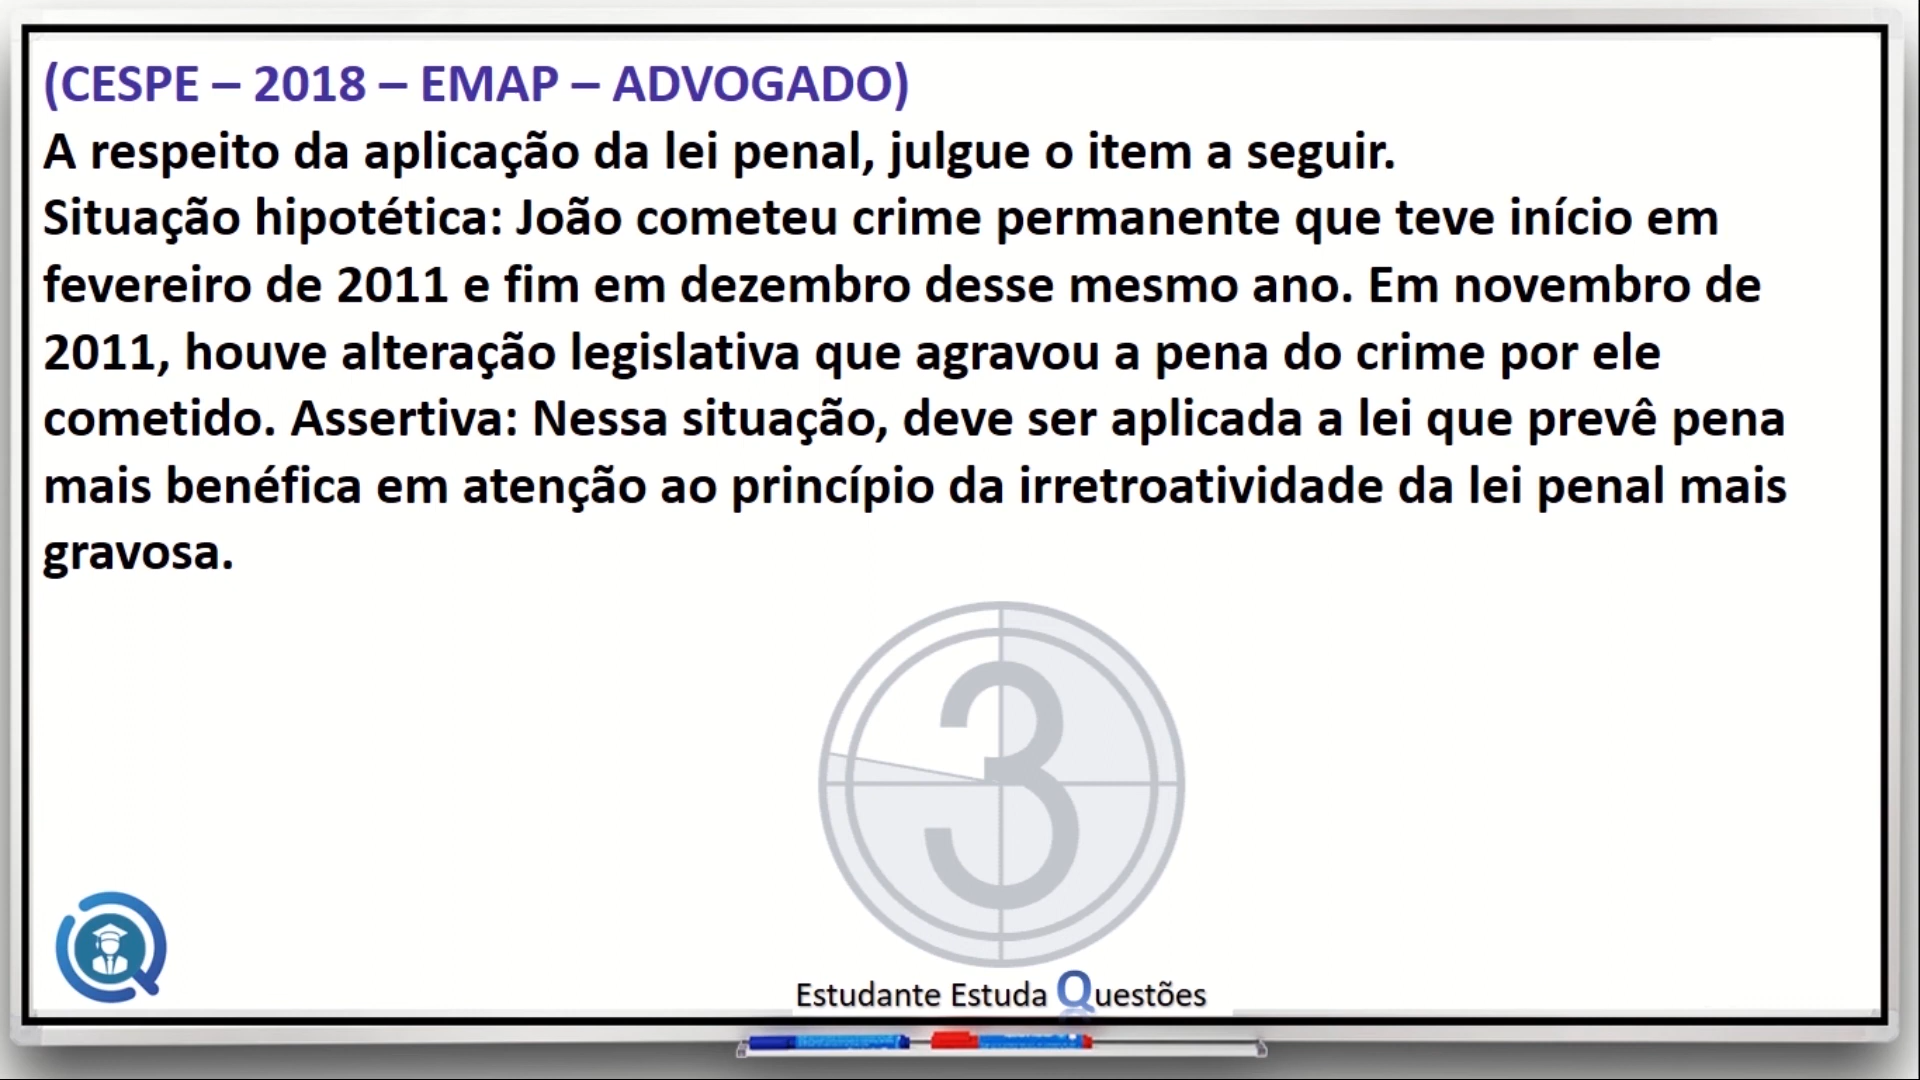 (CESPE – 2018 – EMAP – ADVOGADO)
A respeito da aplicação da lei penal, julgue o item a seguir.
Situação hipotética: João cometeu crime permanente que teve início em
fevereiro de 2011 e fim em dezembro desse mesmo ano. Em novembro de
2011, houve alteração legislativa que agravou a pena do crime por ele
cometido. Assertiva: Nessa situação, deve ser aplicada a lei que prevê pena
mais benéfica em atenção ao princípio da irretroatividade da lei penal mais
gravosa.
3
Estudante Estuda Questões